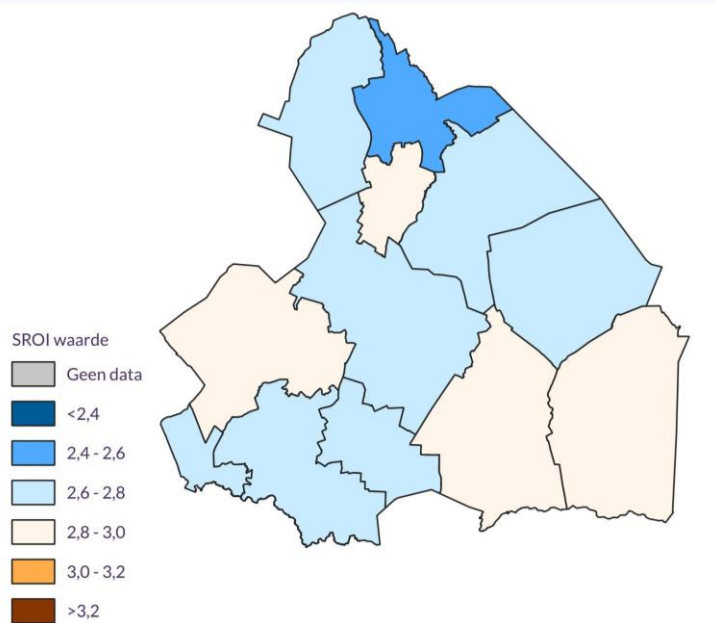 SROI waarde
Geen data
<2,4
2,4 - 2,6
2,6 - 2,8
2,8 - 3,0
3,0 - 3,2
>3,2